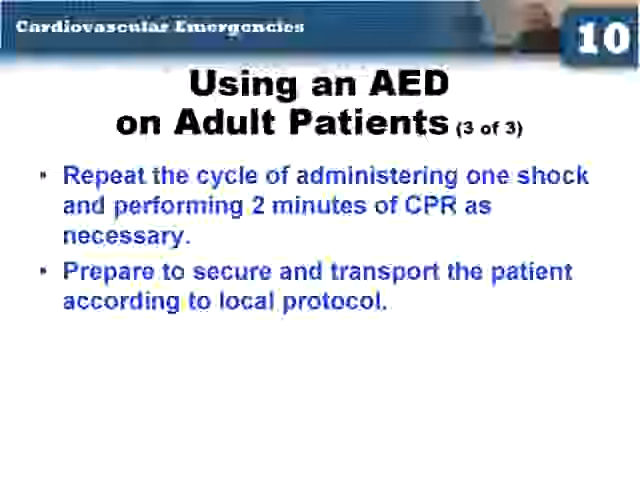 Cardiovascular Emergencies
10
Using an AED
on Adult Patients (3 of 3)
• Repeat the cycle of administering one shock
and performing 2 minutes of CPR as
necessary.
• Prepare to secure and transport the patient
according to local protocol.